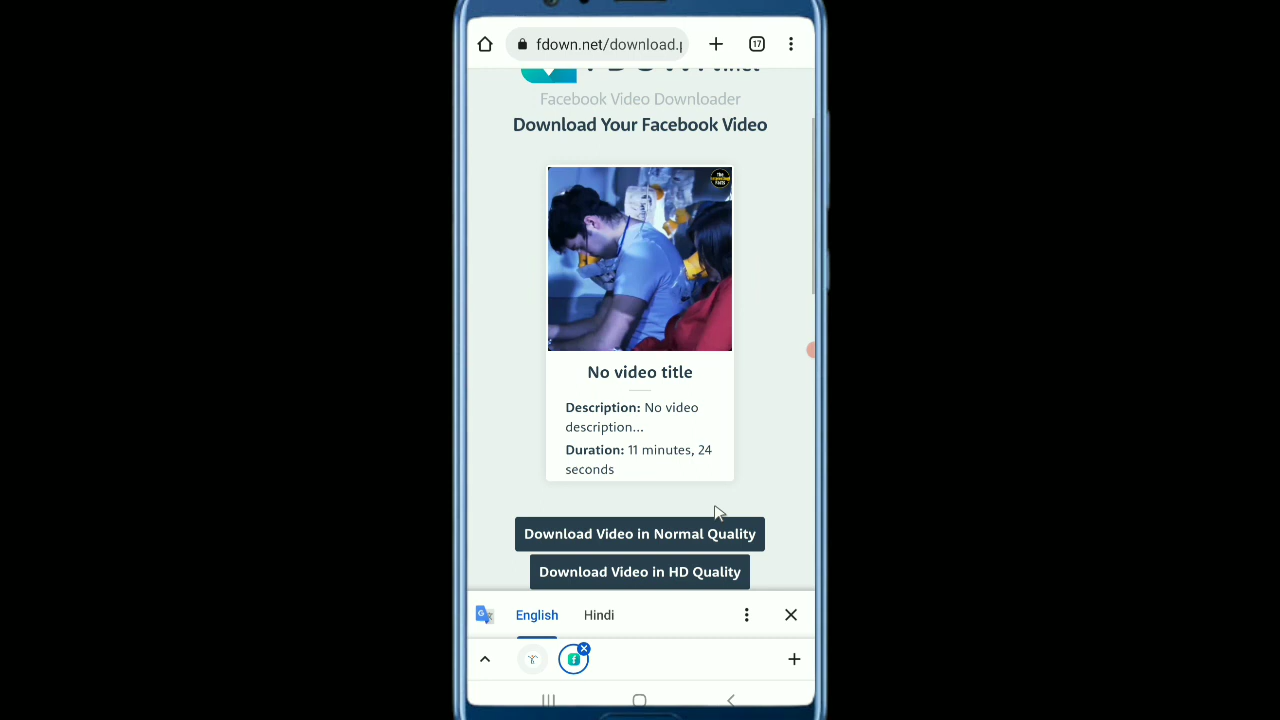 fdown.net/download.p
17
Facebook Video Downloader
Download Your Facebook Video
No video title
Description: No video
description...
Duration: 11 minutes, 24
seconds
Download Video in Normal Quality
Download Video in HD Quality
English Hindi